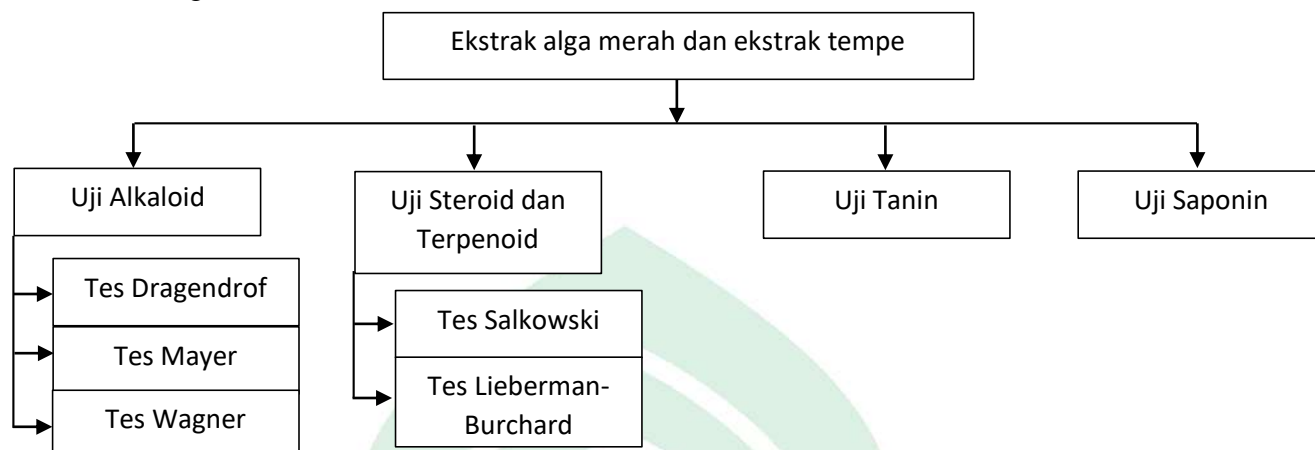 Ekstrak alga merah dan ekstrak tempe
Uji Alkaloid
Uji Steroid dan
Terpenoid
Uji Tanin
Uji Saponin
Tes Dragendrof
Tes Mayer
Tes Wagner
Tes Salkowski
Tes Lieberman-
Burchard